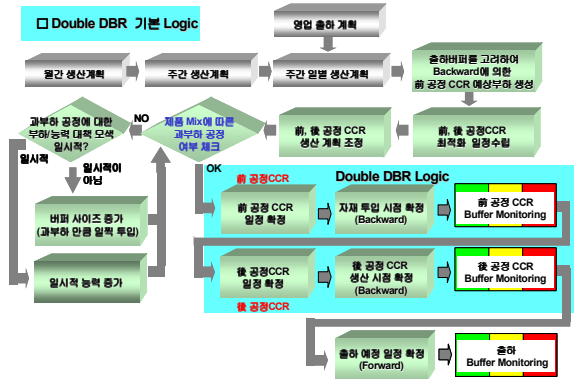 □ Double DBR 기본 Logic
영업 출하 계획
월간 생산계획
주간 생산계획
주간 일별 생산계획
출하버퍼를 고려하여
Backward에 의한
前 공정 CCR 예상부하 생성
과부하 공정에 대한
부하/능력 대책 모색
일시적?
NO
제품 Mix에 따른
과부하 공정
여부 체크
前, 後 공정 CCR
생산 계획 조정
前, 後 공정 CCR
최적화 일정수립
일시적
일시적이
아님
OK
버퍼 사이즈 증가
(과부하 만큼 일찍 투입)
일시적 능력 증가
前 공정CCR
Double DBR Logic
前 공정 CCR
일정 확정
자재 투입 시점 확정
(Backward)
前 공정 CCR
Buffer Monitoring
後 공정 CCR
일정 확정
後 공정 CCR
생산 시점 확정
(Backward)
後 공정 CCR
Buffer Monitoring
後 공정CCR
출하 예정 일정 확정
(Forward)
출하
Buffer Monitoring